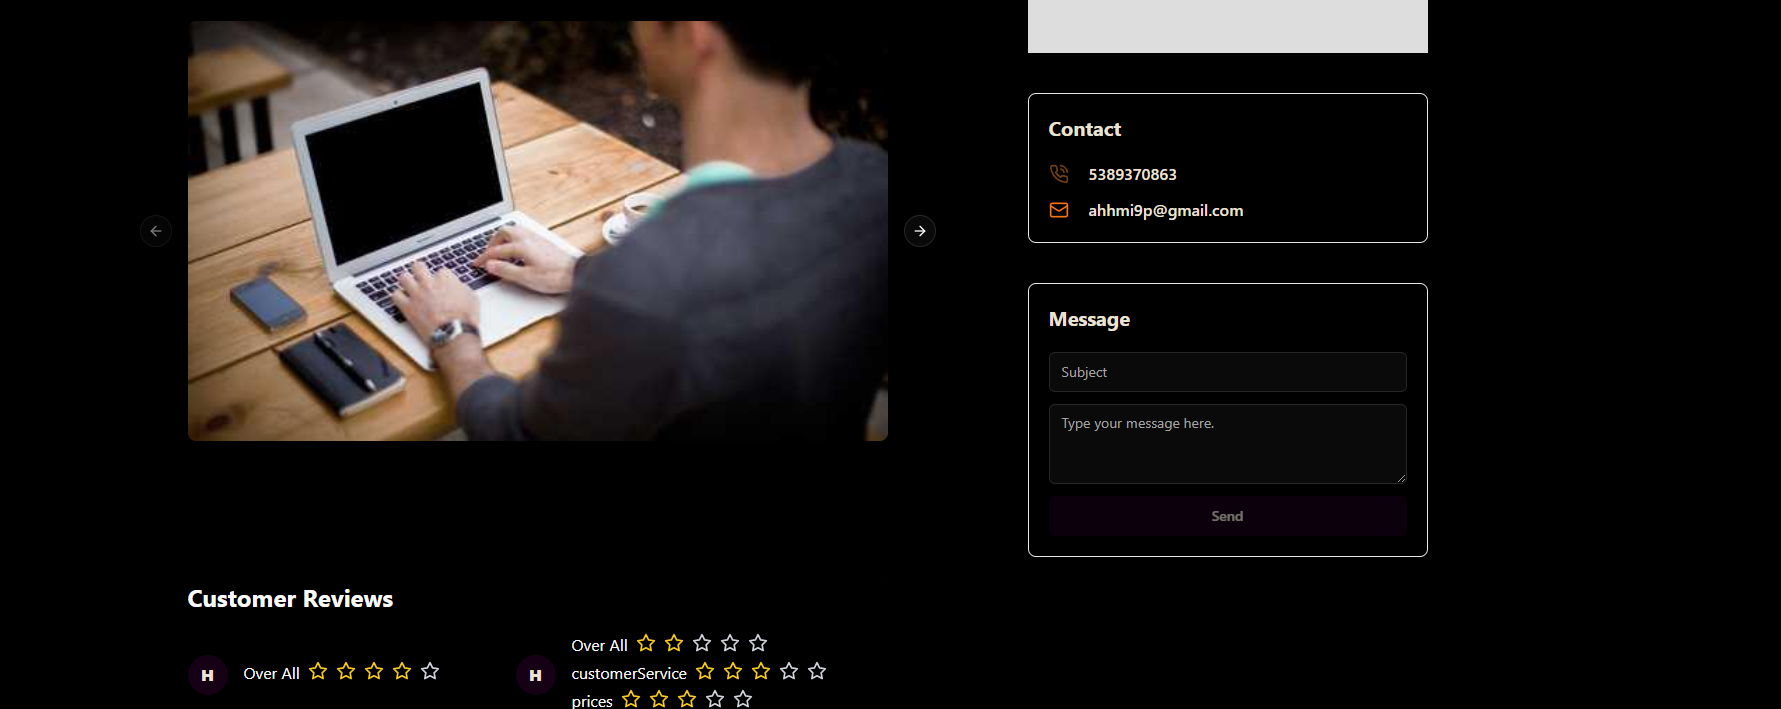 Contact
5389370863
ahhmi9p@gmail.com
Message
Subject
Type your message here.
Send
Customer Reviews
H
Over All
H
Over All
customerService
prices